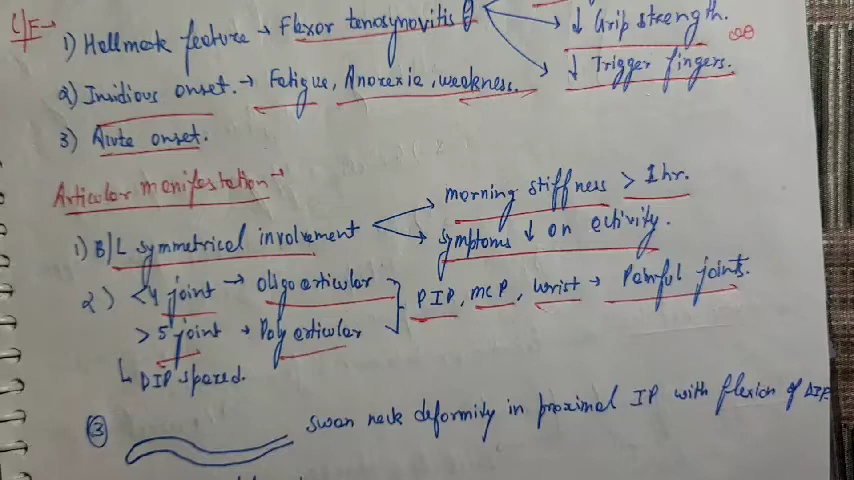 C/F →
1) Hallmark feature → Flexor tenosynovitis → ↓ Grip strength.
↓ Trigger fingers.
2) Insidious onset. → Fatigue, Anorexia, weakness.
3) Acute onset.
Articular manifestation →
1) B/L symmetrical involvement → morning stiffness > 1hr.
→ symptoms ↓ on activity.
2) <4 joint → Oligoarticular
>5 joint → Polyarticular
PIP, MCP, wrist → Painful joints.
↳ DIP spared.
③ swan neck deformity in proximal IP with flexion of DIP